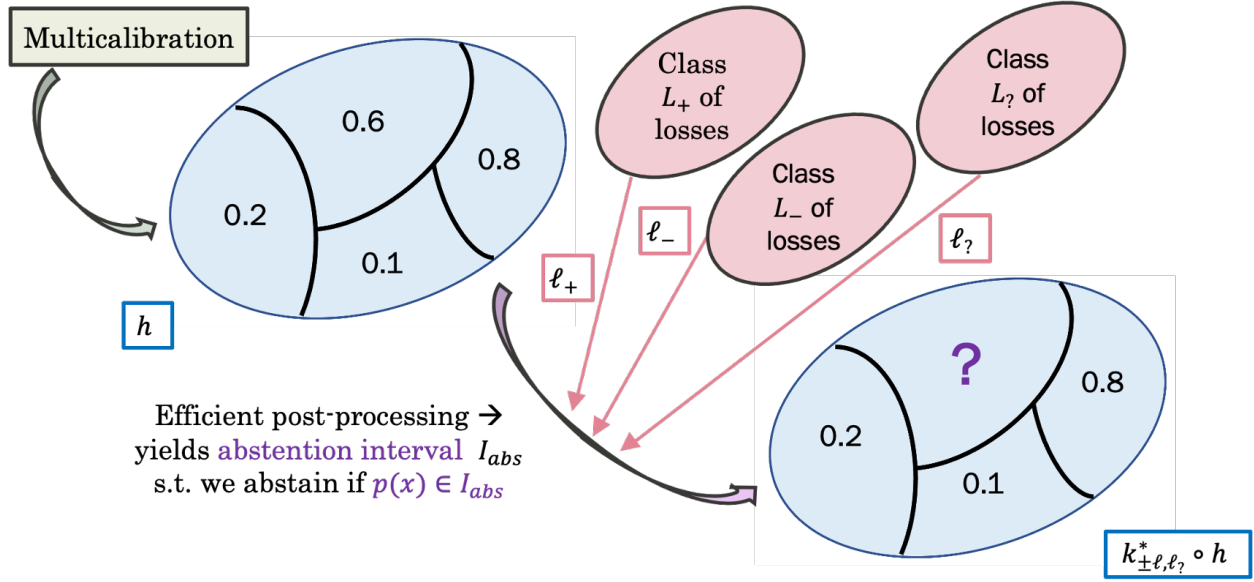 Multicalibration
0.6
0.8
0.2
0.1
h
Class
L₊ of
losses
Class
L₋ of
losses
Class
L? of
losses
ℓ₊
ℓ₋
ℓ?
Efficient post-processing →
yields abstention interval I_abs
s.t. we abstain if p(x) ∈ I_abs
?
0.8
0.2
0.1
k*_±ℓ,ℓ? ∘ h